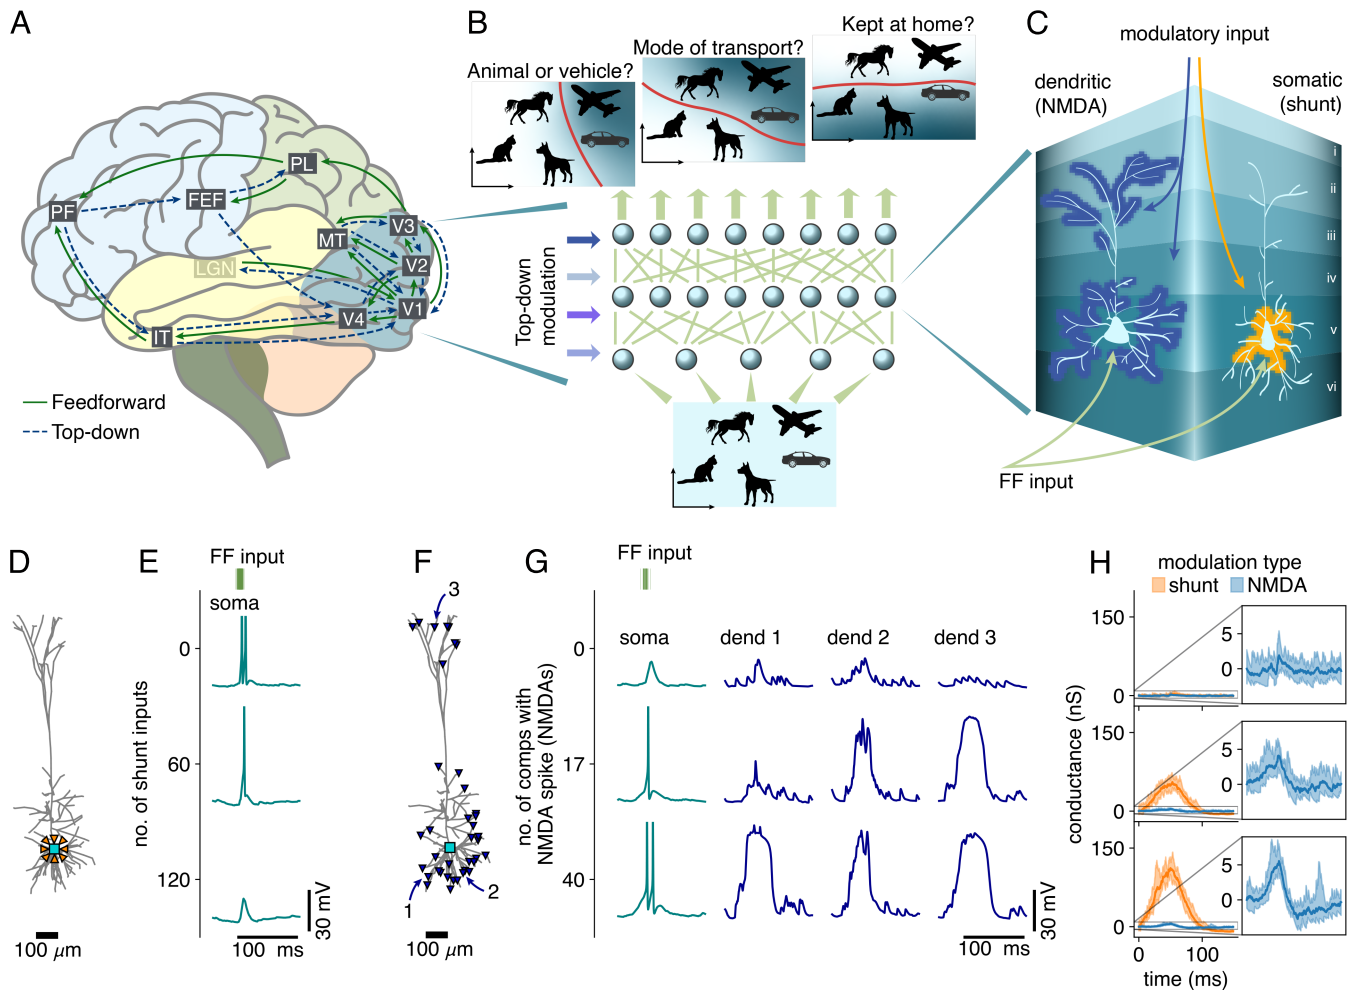 A
PL
PF
FEF
V3
MT
V2
LGN
V1
V4
IT
Feedforward
Top-down
B
Kept at home?
Mode of transport?
Animal or vehicle?
Top-down
modulation
C
modulatory input
dendritic
(NMDA)
somatic
(shunt)
i
ii
iii
iv
v
vi
FF input
D
100 µm
E
FF input
soma
no. of shunt inputs
0
60
120
30 mV
100 ms
F
3
1
2
100 µm
G
FF input
no. of comps with
NMDA spike (NMDAs)
soma
dend 1
dend 2
dend 3
0
17
40
30 mV
100 ms
H
modulation type
shunt
NMDA
conductance (nS)
150
0
5
0
150
0
5
0
150
0
5
0
0
100
time (ms)